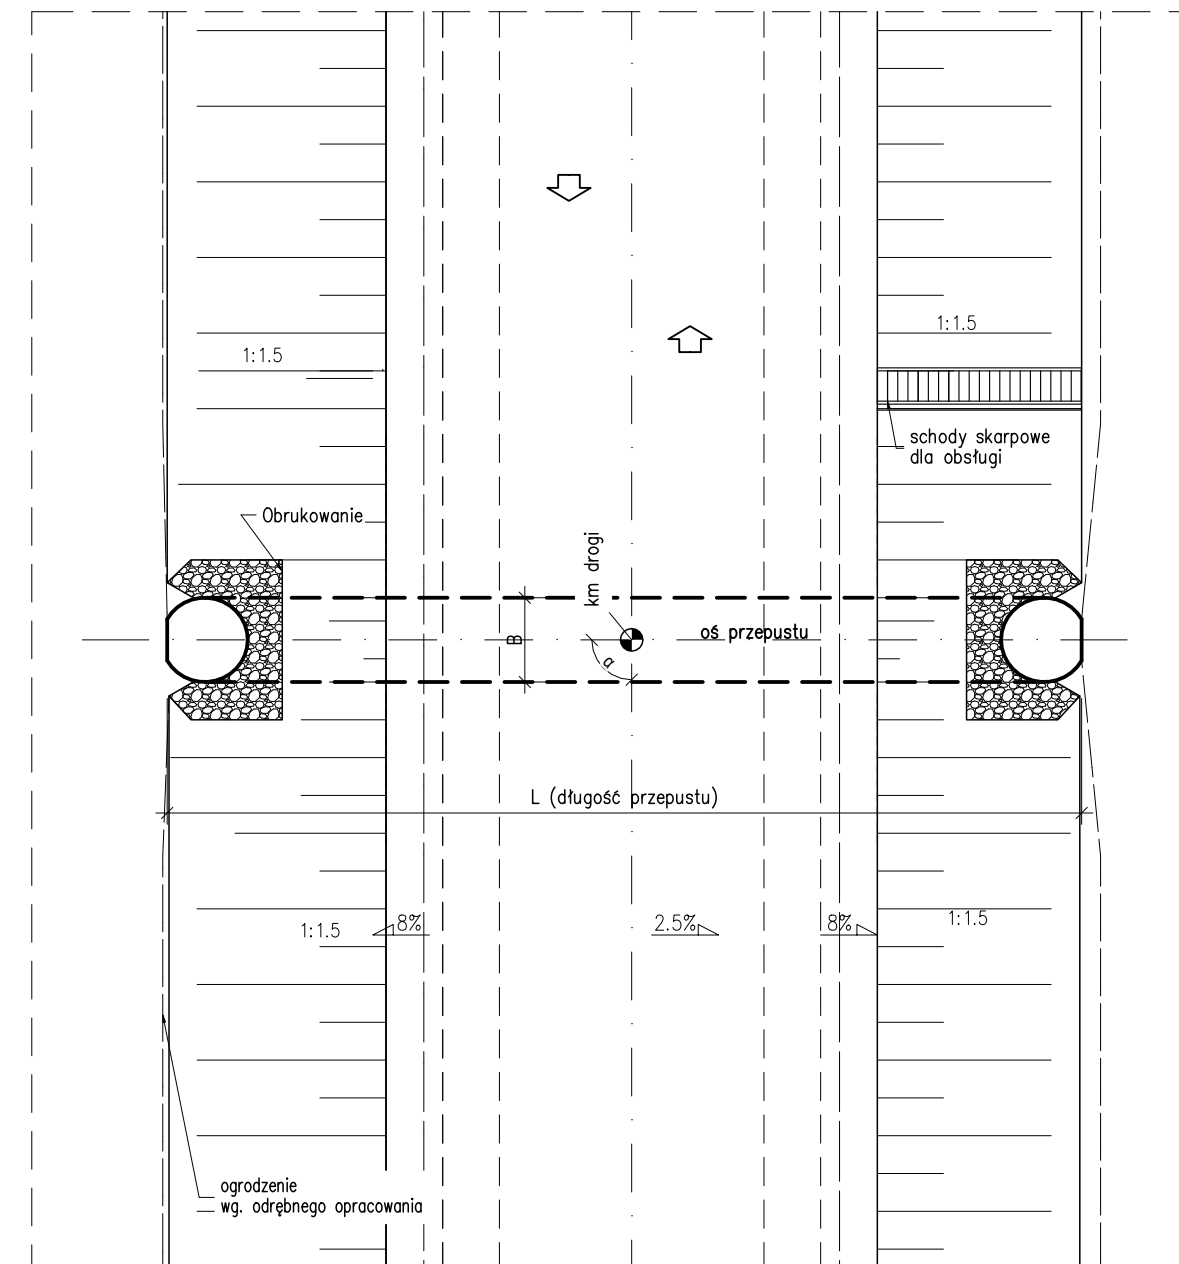 1:1.5
1:1.5
schody skarpowe
dla obsługi
Obrukowanie
km drogi
oś przepustu
B
α
L (długość przepustu)
1:1.5
8%
2.5%
8%
1:1.5
ogrodzenie
wg. odrębnego opracowania